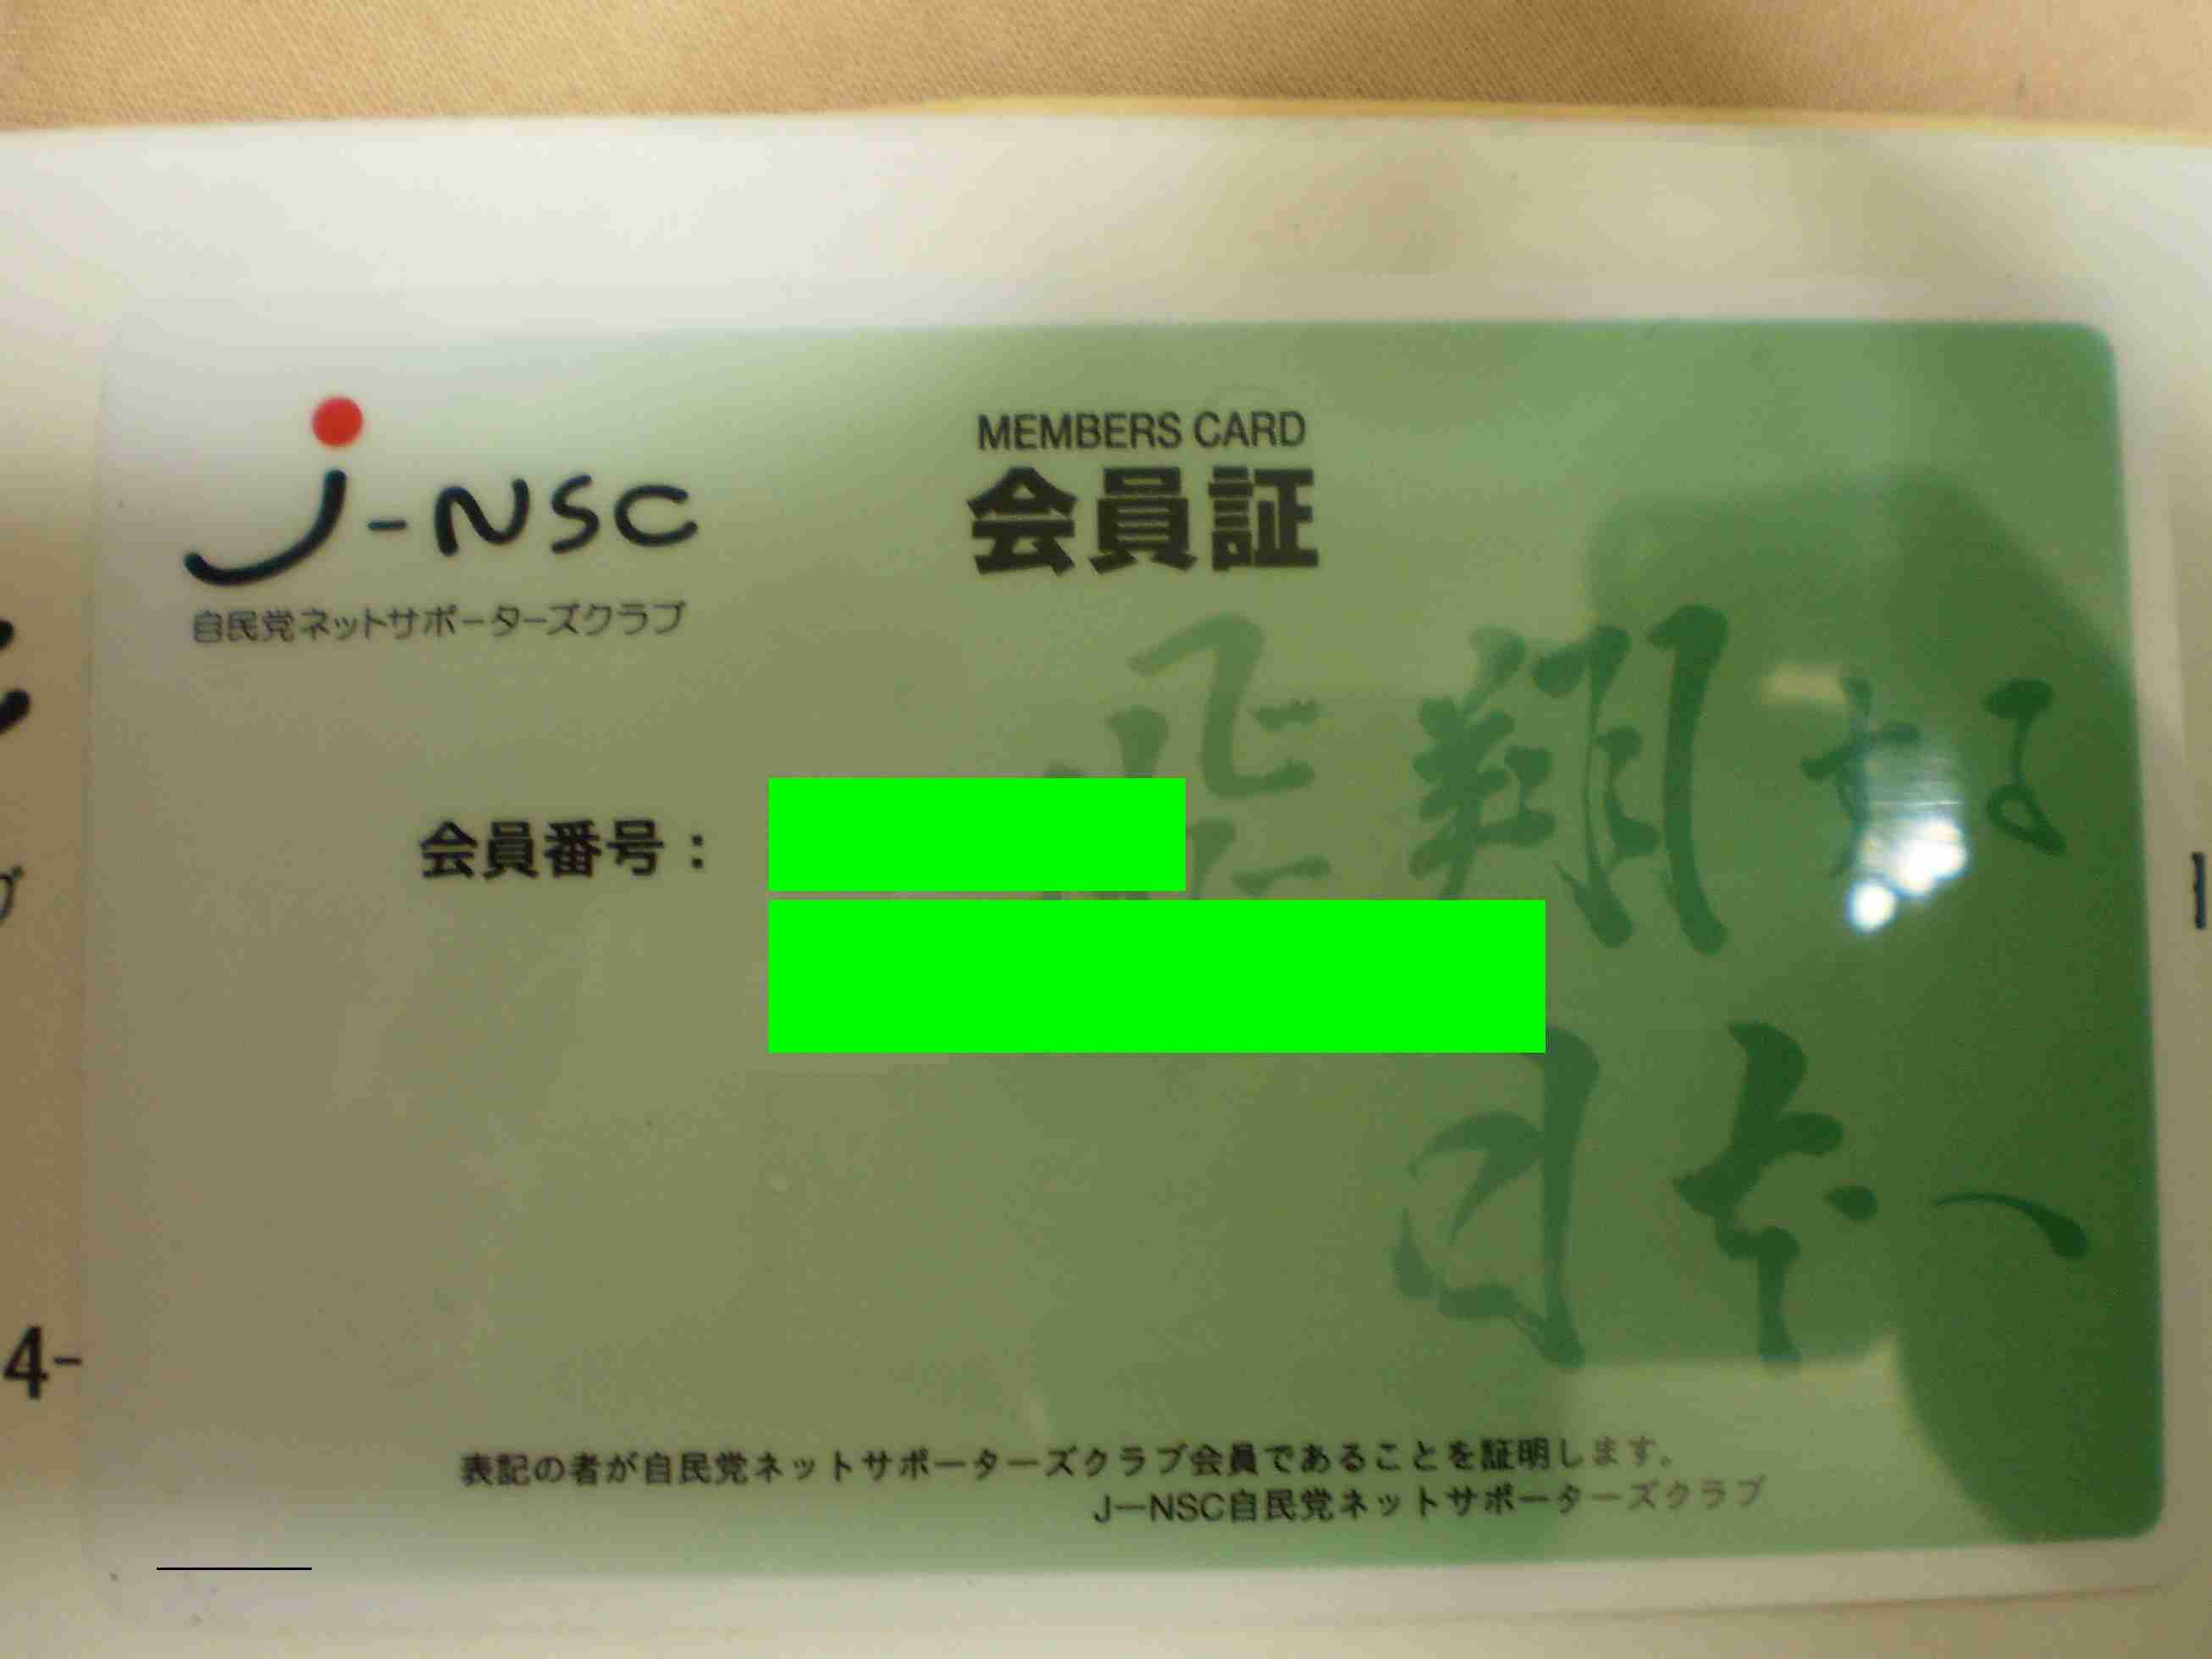 J-NSC
自民党ネットサポーターズクラブ
MEMBERS CARD
会員証
飛翔する
日本へ
会員番号：
表記の者が自民党ネットサポーターズクラブ会員であることを証明します。
J－NSC自民党ネットサポーターズクラブ
4-